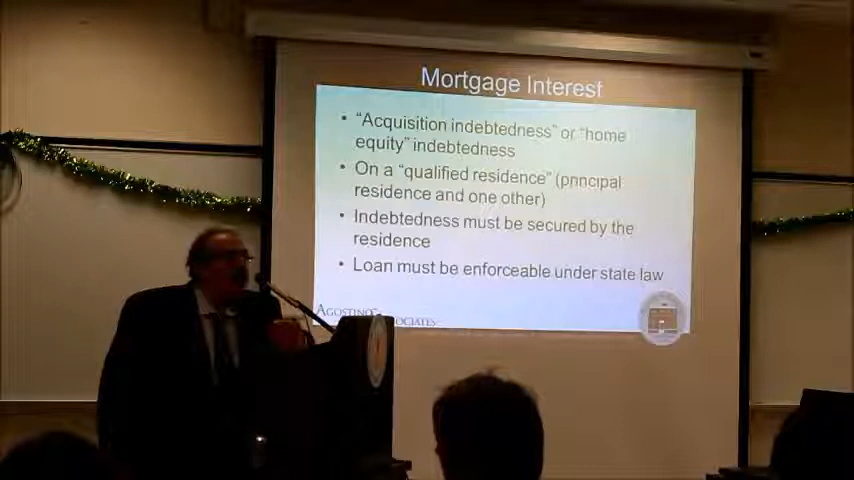 Mortgage Interest
• "Acquisition indebtedness" or "home
equity" indebtedness
• On a "qualified residence" (principal
residence and one other)
• Indebtedness must be secured by the
residence
• Loan must be enforceable under state law
AGOSTINO